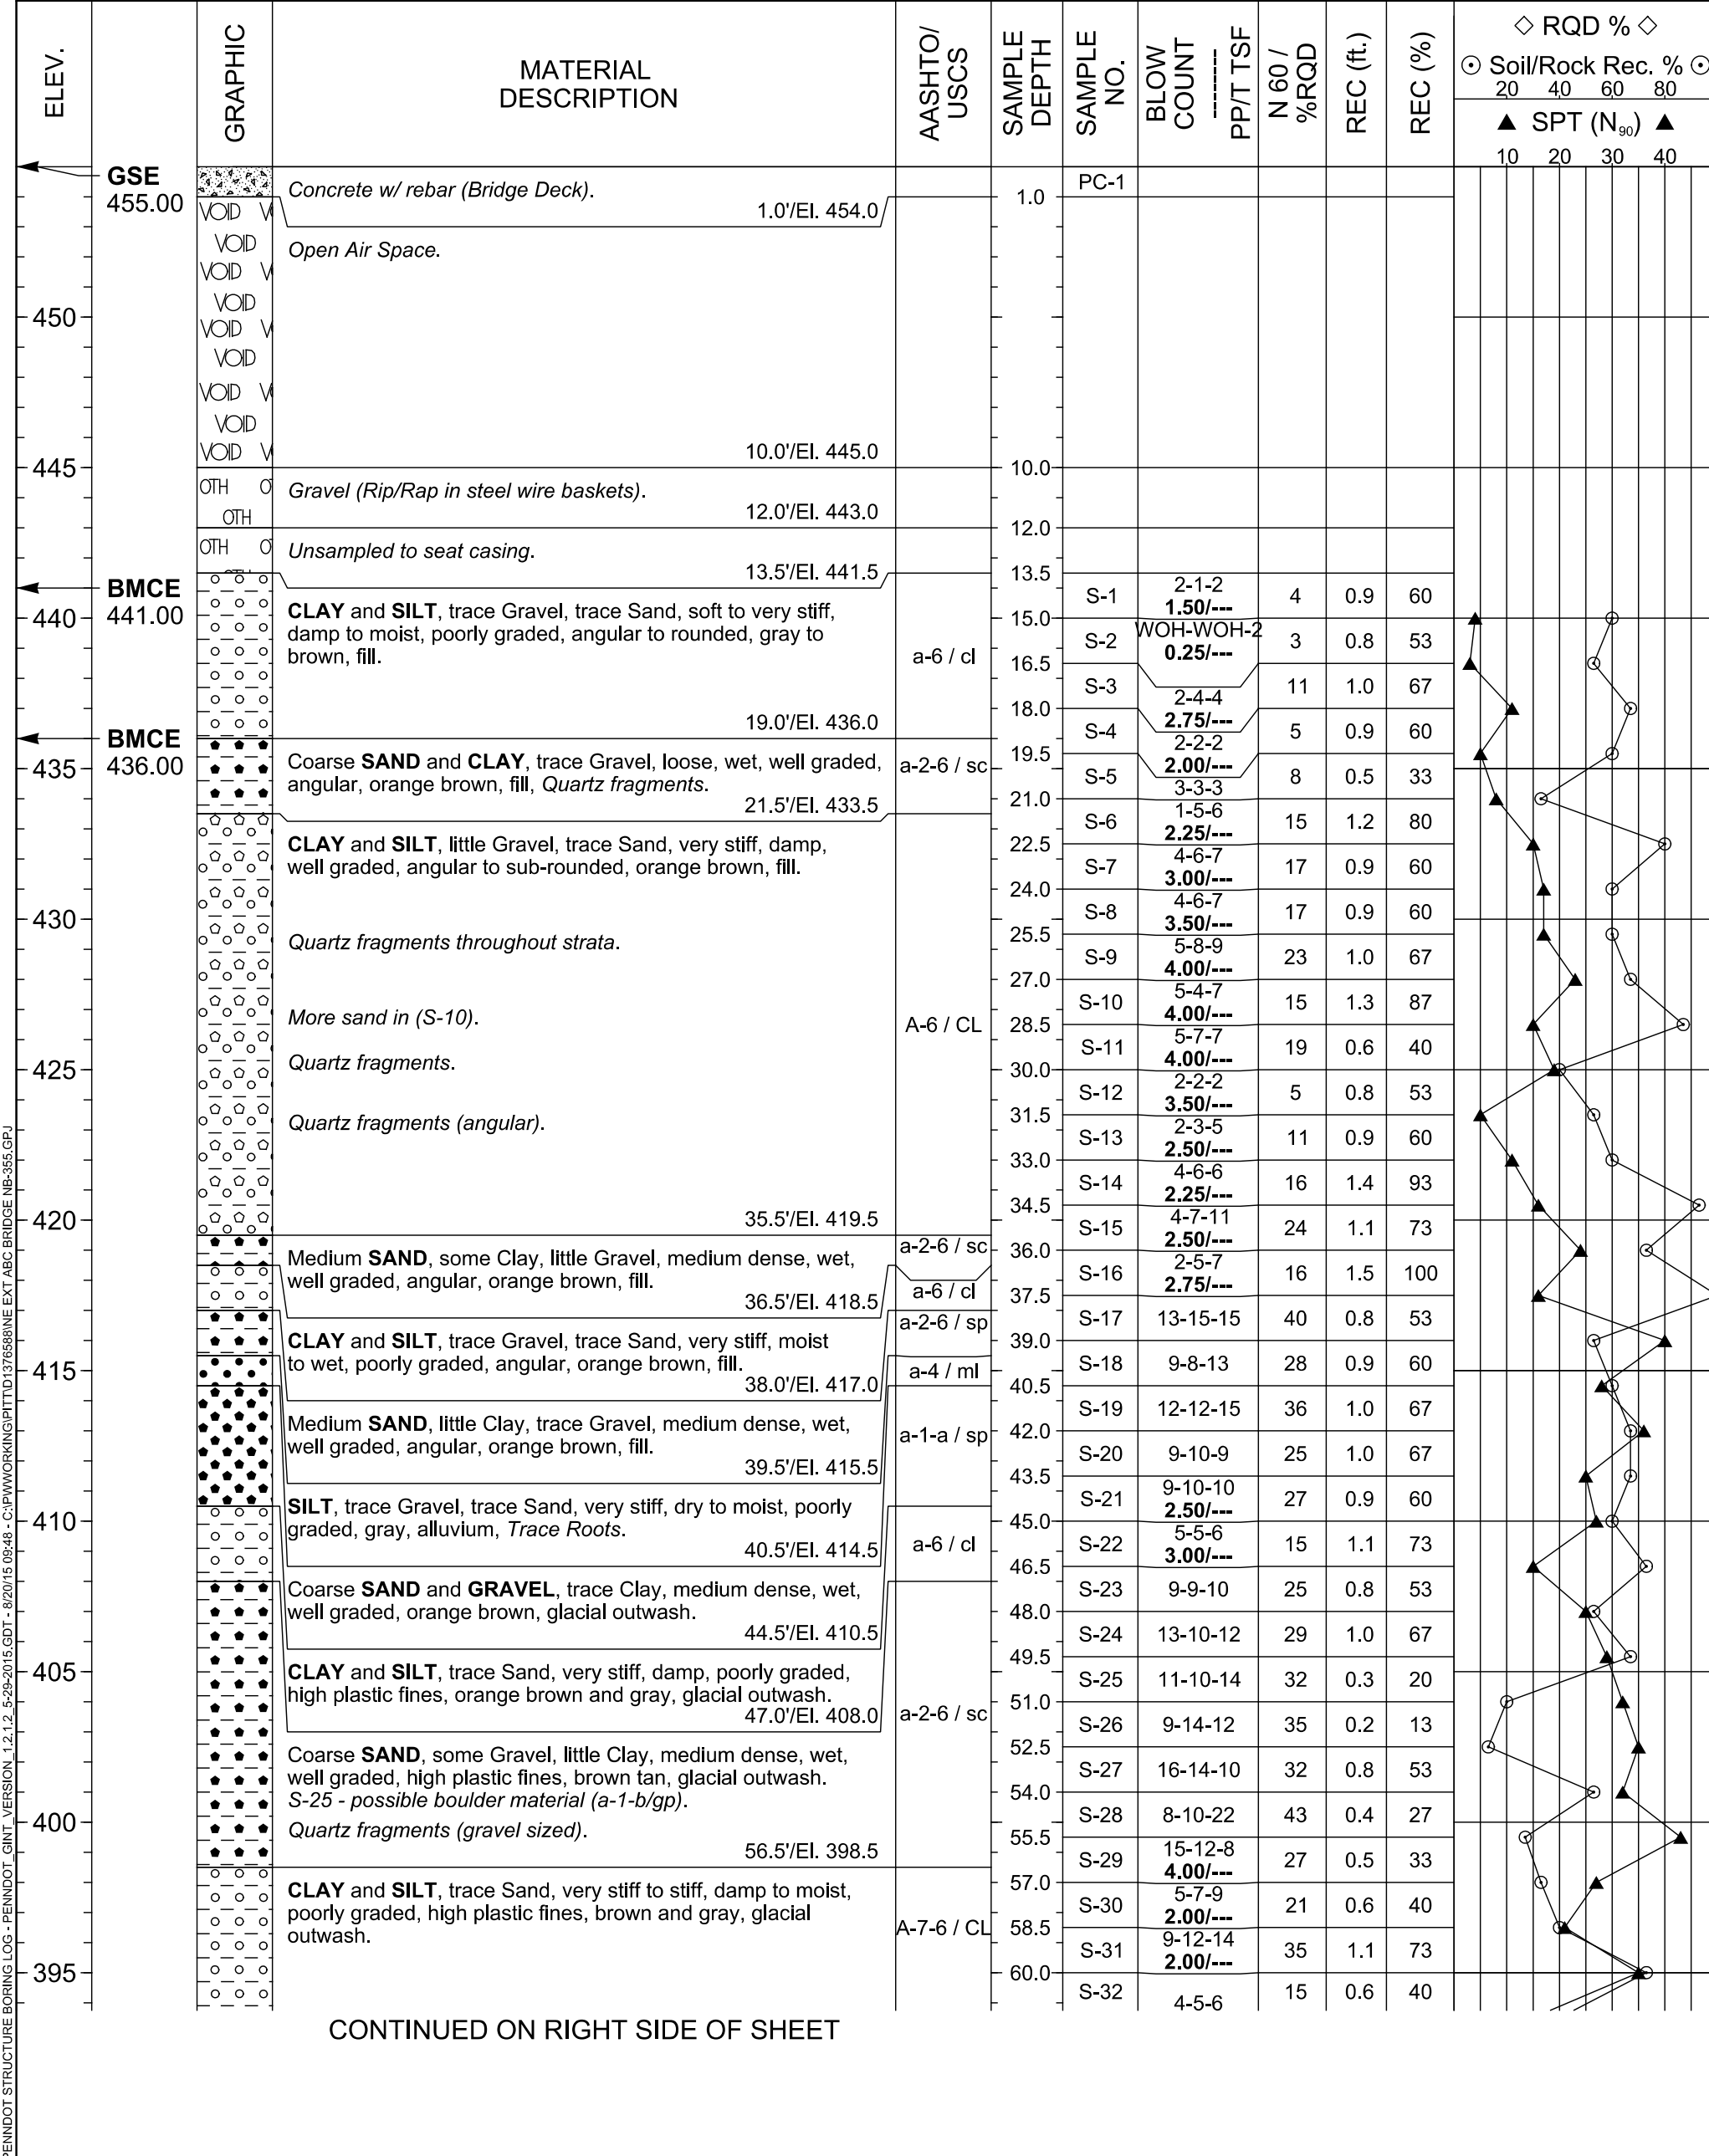 ELEV.
GRAPHIC
MATERIAL
DESCRIPTION
AASHTO/
USCS
SAMPLE
DEPTH
SAMPLE
NO.
BLOW
COUNT
---------
PP/T TSF
N 60 /
%RQD
REC (ft.)
REC (%)
◇ RQD % ◇
⊙ Soil/Rock Rec. % ⊙
20 40 60 80
▲ SPT (N₉₀) ▲
10 20 30 40
GSE
455.00
450
445
BMCE
441.00
440
BMCE
436.00
435
430
425
420
415
410
405
400
395
VOID V
VOID
VOID V
VOID
VOID V
VOID
VOID V
VOID
VOID V
OTH O
OTH
OTH O
Concrete w/ rebar (Bridge Deck).
1.0'/El. 454.0
Open Air Space.
10.0'/El. 445.0
Gravel (Rip/Rap in steel wire baskets).
12.0'/El. 443.0
Unsampled to seat casing.
13.5'/El. 441.5
CLAY and SILT, trace Gravel, trace Sand, soft to very stiff,
damp to moist, poorly graded, angular to rounded, gray to
brown, fill.
19.0'/El. 436.0
Coarse SAND and CLAY, trace Gravel, loose, wet, well graded,
angular, orange brown, fill, Quartz fragments.
21.5'/El. 433.5
CLAY and SILT, little Gravel, trace Sand, very stiff, damp,
well graded, angular to sub-rounded, orange brown, fill.
Quartz fragments throughout strata.
More sand in (S-10).
Quartz fragments.
Quartz fragments (angular).
35.5'/El. 419.5
Medium SAND, some Clay, little Gravel, medium dense, wet,
well graded, angular, orange brown, fill.
36.5'/El. 418.5
CLAY and SILT, trace Gravel, trace Sand, very stiff, moist
to wet, poorly graded, angular, orange brown, fill.
38.0'/El. 417.0
Medium SAND, little Clay, trace Gravel, medium dense, wet,
well graded, angular, orange brown, fill.
39.5'/El. 415.5
SILT, trace Gravel, trace Sand, very stiff, dry to moist, poorly
graded, gray, alluvium, Trace Roots.
40.5'/El. 414.5
Coarse SAND and GRAVEL, trace Clay, medium dense, wet,
well graded, orange brown, glacial outwash.
44.5'/El. 410.5
CLAY and SILT, trace Sand, very stiff, damp, poorly graded,
high plastic fines, orange brown and gray, glacial outwash.
47.0'/El. 408.0
Coarse SAND, some Gravel, little Clay, medium dense, wet,
well graded, high plastic fines, brown tan, glacial outwash.
S-25 - possible boulder material (a-1-b/gp).
Quartz fragments (gravel sized).
56.5'/El. 398.5
CLAY and SILT, trace Sand, very stiff to stiff, damp to moist,
poorly graded, high plastic fines, brown and gray, glacial
outwash.
a-6 / cl
a-2-6 / sc
A-6 / CL
a-2-6 / sc
a-6 / cl
a-2-6 / sp
a-4 / ml
a-1-a / sp
a-6 / cl
a-2-6 / sc
A-7-6 / CL
1.0
10.0
12.0
13.5
15.0
16.5
18.0
19.5
21.0
22.5
24.0
25.5
27.0
28.5
30.0
31.5
33.0
34.5
36.0
37.5
39.0
40.5
42.0
43.5
45.0
46.5
48.0
49.5
51.0
52.5
54.0
55.5
57.0
58.5
60.0
PC-1
S-1 2-1-2 1.50/--- 4 0.9 60
S-2 WOH-WOH-2 0.25/--- 3 0.8 53
S-3 2-4-4 2.75/--- 11 1.0 67
S-4 2-2-2 2.00/--- 5 0.9 60
S-5 3-3-3 8 0.5 33
S-6 1-5-6 2.25/--- 15 1.2 80
S-7 4-6-7 3.00/--- 17 0.9 60
S-8 4-6-7 3.50/--- 17 0.9 60
S-9 5-8-9 4.00/--- 23 1.0 67
S-10 5-4-7 4.00/--- 15 1.3 87
S-11 5-7-7 4.00/--- 19 0.6 40
S-12 2-2-2 3.50/--- 5 0.8 53
S-13 2-3-5 2.50/--- 11 0.9 60
S-14 4-6-6 2.25/--- 16 1.4 93
S-15 4-7-11 2.50/--- 24 1.1 73
S-16 2-5-7 2.75/--- 16 1.5 100
S-17 13-15-15 40 0.8 53
S-18 9-8-13 28 0.9 60
S-19 12-12-15 36 1.0 67
S-20 9-10-9 25 1.0 67
S-21 9-10-10 2.50/--- 27 0.9 60
S-22 5-5-6 3.00/--- 15 1.1 73
S-23 9-9-10 25 0.8 53
S-24 13-10-12 29 1.0 67
S-25 11-10-14 32 0.3 20
S-26 9-14-12 35 0.2 13
S-27 16-14-10 32 0.8 53
S-28 8-10-22 43 0.4 27
S-29 15-12-8 4.00/--- 27 0.5 33
S-30 5-7-9 2.00/--- 21 0.6 40
S-31 9-12-14 2.00/--- 35 1.1 73
S-32 4-5-6 15 0.6 40
CONTINUED ON RIGHT SIDE OF SHEET
PENNDOT STRUCTURE BORING LOG - PENNDOT_GINT_VERSION_1.2.1.2_5-29-2015.GDT - 8/20/15 09:48 - C:\PWWORKING\PITT\D1376588\NE EXT ABC BRIDGE NB-355.GPJ